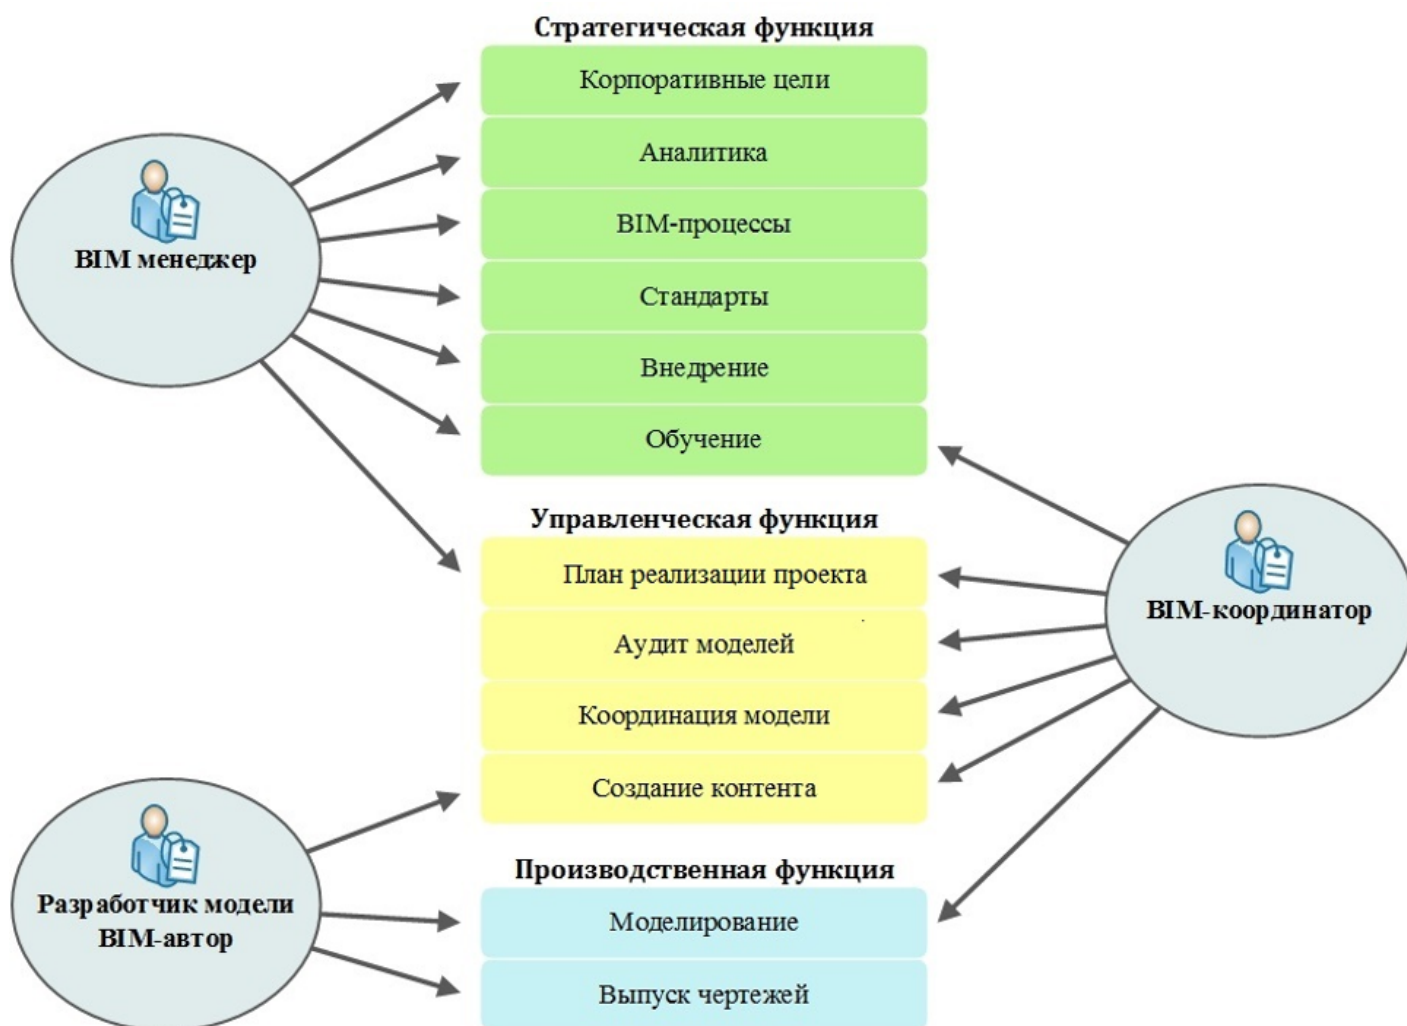 Стратегическая функция
Корпоративные цели
Аналитика
BIM-процессы
Стандарты
Внедрение
Обучение
BIM менеджер
Управленческая функция
План реализации проекта
Аудит моделей
Координация модели
Создание контента
BIM-координатор
Производственная функция
Моделирование
Выпуск чертежей
Разработчик модели
BIM-автор